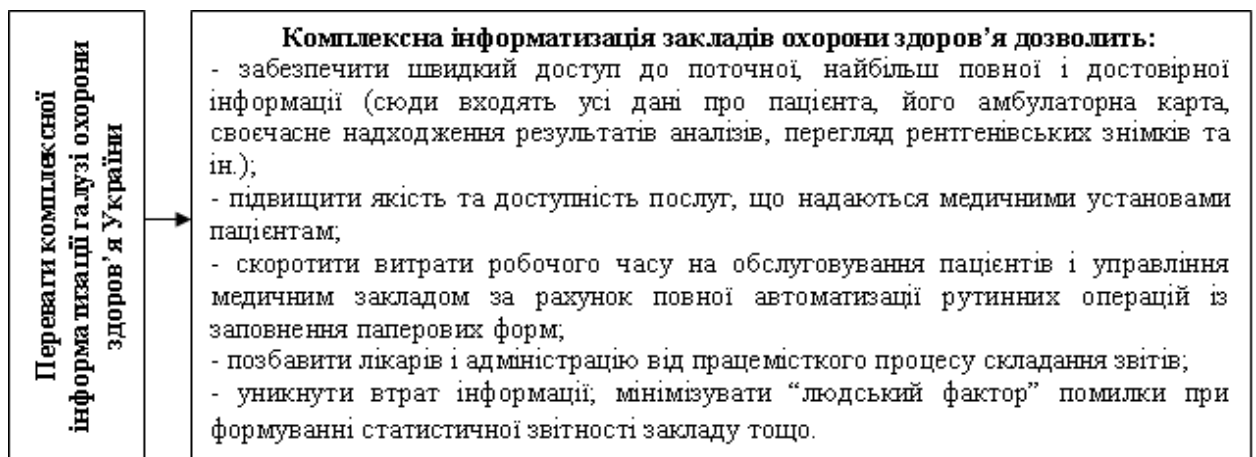 Переваги комплексної
інформатизації галузі охорони
здоров’я України
Комплексна інформатизація закладів охорони здоров’я дозволить:
- забезпечити швидкий доступ до поточної, найбільш повної і достовірної
інформації (сюди входять усі дані про пацієнта, його амбулаторна карта,
своєчасне надходження результатів аналізів, перегляд рентгенівських знімків та
ін.);
- підвищити якість та доступність послуг, що надаються медичними установами
пацієнтам;
- скоротити витрати робочого часу на обслуговування пацієнтів і управління
медичним закладом за рахунок повної автоматизації рутинних операцій із
заповнення паперових форм;
- позбавити лікарів і адміністрацію від працемісткого процесу складання звітів;
- уникнути втрат інформації; мінімізувати “людський фактор” помилки при
формуванні статистичної звітності закладу тощо.